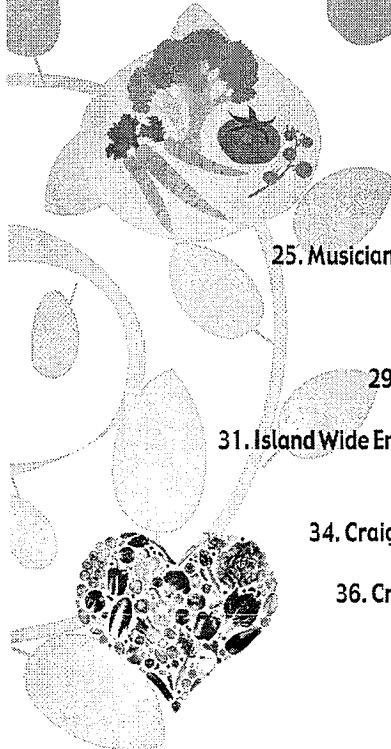 25. Musician
29
31. Island Wide En
34. Craig
36. Cr